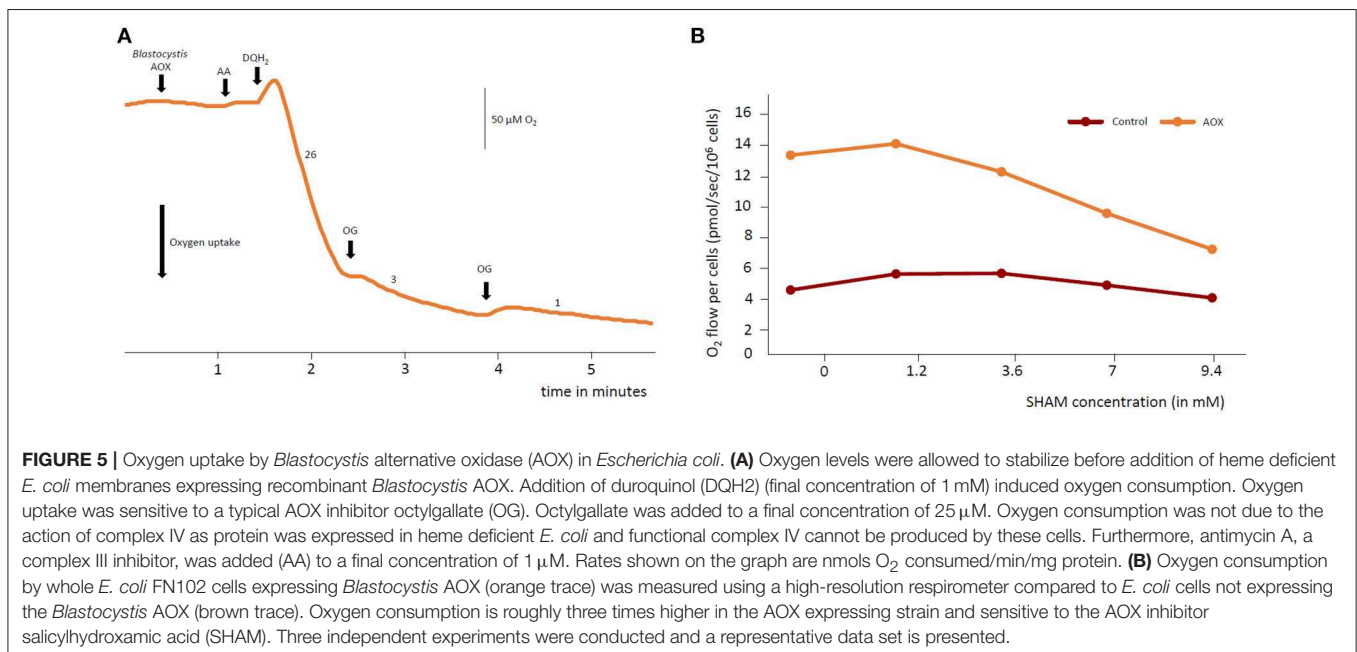 A
Blastocystis
AOX
AA
DQH2
50 µM O2
26
Oxygen uptake
OG
3
OG
1
1 2 3 4 5
time in minutes
B
Control AOX
O2 flow per cells (pmol/sec/10⁶ cells)
16
14
12
10
8
6
4
2
0
0 1.2 3.6 7 9.4
SHAM concentration (in mM)
FIGURE 5 | Oxygen uptake by Blastocystis alternative oxidase (AOX) in Escherichia coli. (A) Oxygen levels were allowed to stabilize before addition of heme deficient
E. coli membranes expressing recombinant Blastocystis AOX. Addition of duroquinol (DQH2) (final concentration of 1 mM) induced oxygen consumption. Oxygen
uptake was sensitive to a typical AOX inhibitor octylgallate (OG). Octylgallate was added to a final concentration of 25 µM. Oxygen consumption was not due to the
action of complex IV as protein was expressed in heme deficient E. coli and functional complex IV cannot be produced by these cells. Furthermore, antimycin A, a
complex III inhibitor, was added (AA) to a final concentration of 1 µM. Rates shown on the graph are nmols O2 consumed/min/mg protein. (B) Oxygen consumption
by whole E. coli FN102 cells expressing Blastocystis AOX (orange trace) was measured using a high-resolution respirometer compared to E. coli cells not expressing
the Blastocystis AOX (brown trace). Oxygen consumption is roughly three times higher in the AOX expressing strain and sensitive to the AOX inhibitor
salicylhydroxamic acid (SHAM). Three independent experiments were conducted and a representative data set is presented.